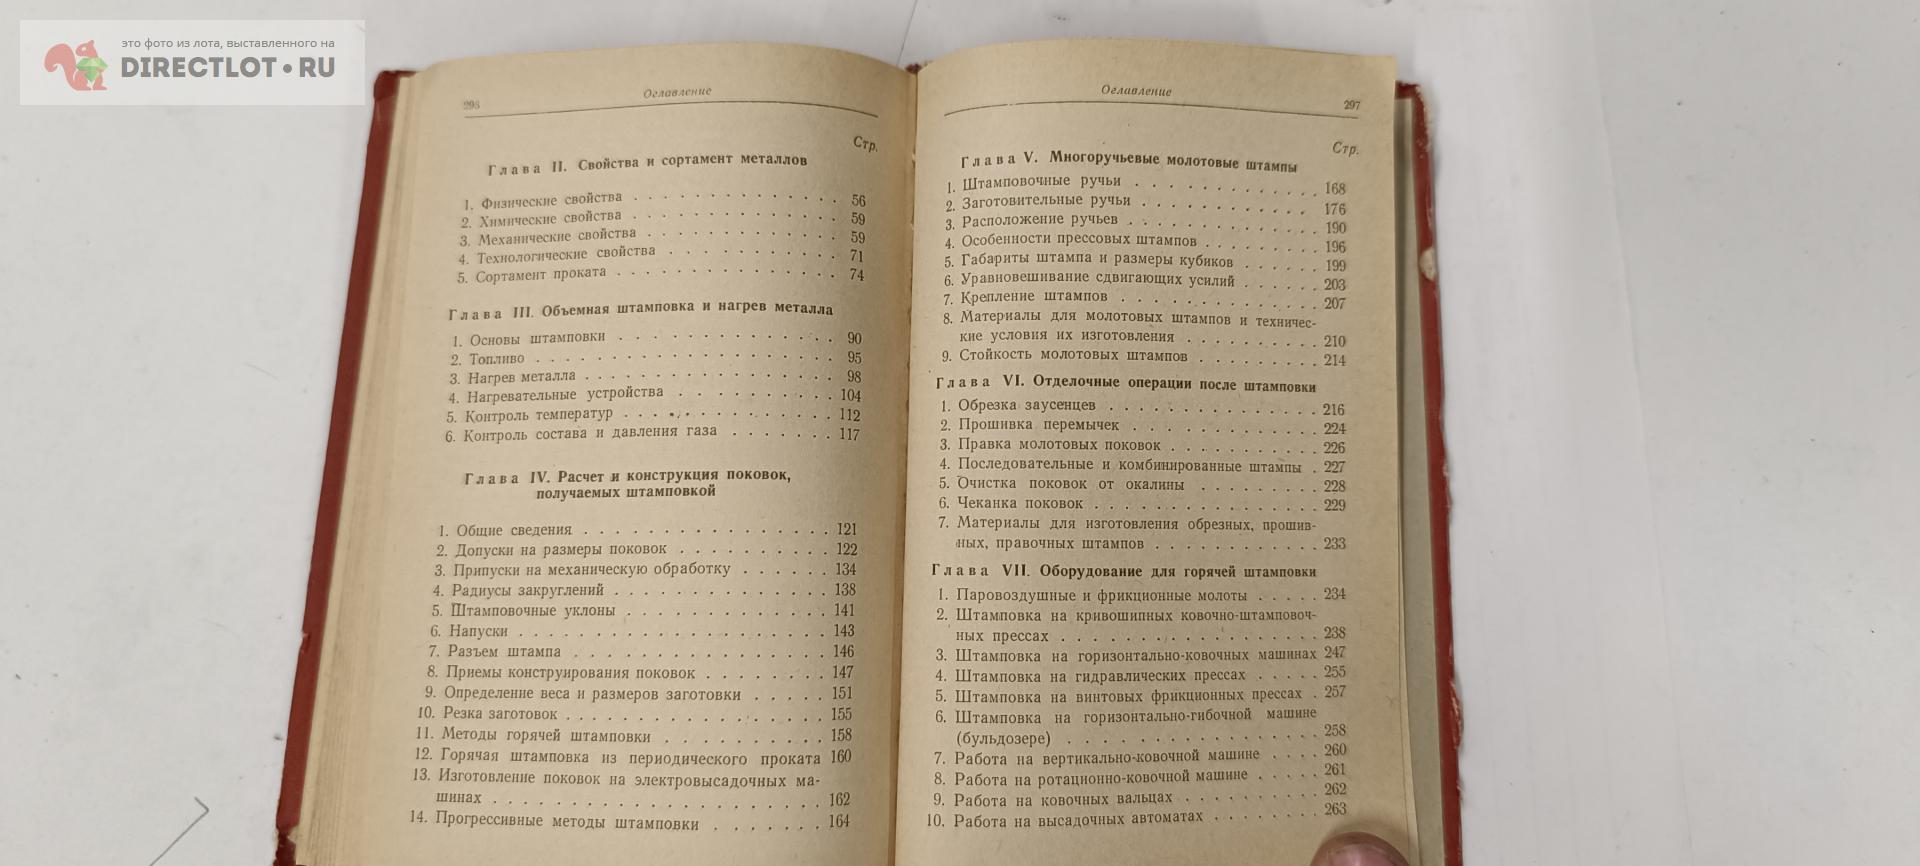 это фото из лота, выставленного на
DIRECTLOT•RU
298
Оглавление
Стр.
Глава II. Свойства и сортамент металлов
1. Физические свойства . . . . . . . . . . . . 56
2. Химические свойства . . . . . . . . . . . . 59
3. Механические свойства . . . . . . . . . . . 59
4. Технологические свойства . . . . . . . . . 71
5. Сортамент проката . . . . . . . . . . . . . 74
Глава III. Объемная штамповка и нагрев металла
1. Основы штамповки . . . . . . . . . . . . 90
2. Топливо . . . . . . . . . . . . . . . . . 95
3. Нагрев металла . . . . . . . . . . . . . . 98
4. Нагревательные устройства . . . . . . . . 104
5. Контроль температур . . . . . . . . . . . 112
6. Контроль состава и давления газа . . . . . . . 117
Глава IV. Расчет и конструкция поковок,
получаемых штамповкой
1. Общие сведения . . . . . . . . . . . . . . . 121
2. Допуски на размеры поковок . . . . . . . . . 122
3. Припуски на механическую обработку . . . . . . 134
4. Радиусы закруглений . . . . . . . . . . . . . 138
5. Штамповочные уклоны . . . . . . . . . . . . 141
6. Напуски . . . . . . . . . . . . . . . . . . 143
7. Разъем штампа . . . . . . . . . . . . . . . 146
8. Приемы конструирования поковок . . . . . . . 147
9. Определение веса и размеров заготовки . . . . . 151
10. Резка заготовок . . . . . . . . . . . . . . . 155
11. Методы горячей штамповки . . . . . . . . . 158
12. Горячая штамповка из периодического проката 160
13. Изготовление поковок на электровысадочных ма-
шинах . . . . . . . . . . . . . . . . . . . 162
14. Прогрессивные методы штамповки . . . . . . 164
Оглавление
297
Стр.
Глава V. Многоручьевые молотовые штампы
1. Штамповочные ручьи . . . . . . . . . . . 168
2. Заготовительные ручьи . . . . . . . . . . 176
3. Расположение ручьев . . . . . . . . . . . 190
4. Особенности прессовых штампов . . . . . . . 196
5. Габариты штампа и размеры кубиков . . . . . 199
6. Уравновешивание сдвигающих усилий . . . . . 203
7. Крепление штампов . . . . . . . . . . . . 207
8. Материалы для молотовых штампов и техничес-
кие условия их изготовления . . . . . . . . . 210
9. Стойкость молотовых штампов . . . . . . . . 214
Глава VI. Отделочные операции после штамповки
1. Обрезка заусенцев . . . . . . . . . . . . . 216
2. Прошивка перемычек . . . . . . . . . . . . 224
3. Правка молотовых поковок . . . . . . . . . 226
4. Последовательные и комбинированные штампы . 227
5. Очистка поковок от окалины . . . . . . . . 228
6. Чеканка поковок . . . . . . . . . . . . . . 229
7. Материалы для изготовления обрезных, прошив-
ных, правочных штампов . . . . . . . . . . . 233
Глава VII. Оборудование для горячей штамповки
1. Паровоздушные и фрикционные молоты . . . . . 234
2. Штамповка на кривошипных ковочно-штамповоч-
ных прессах . . . . . . . . . . . . . . . . 238
3. Штамповка на горизонтально-ковочных машинах 247
4. Штамповка на гидравлических прессах . . . . . 255
5. Штамповка на винтовых фрикционных прессах . 257
6. Штамповка на горизонтально-гибочной машине
(бульдозере) . . . . . . . . . . . . . . . . 258
7. Работа на вертикально-ковочной машине . . . . 260
8. Работа на ротационно-ковочной машине . . . . . 261
9. Работа на ковочных вальцах . . . . . . . . . 262
10. Работа на высадочных автоматах . . . . . . . . 263